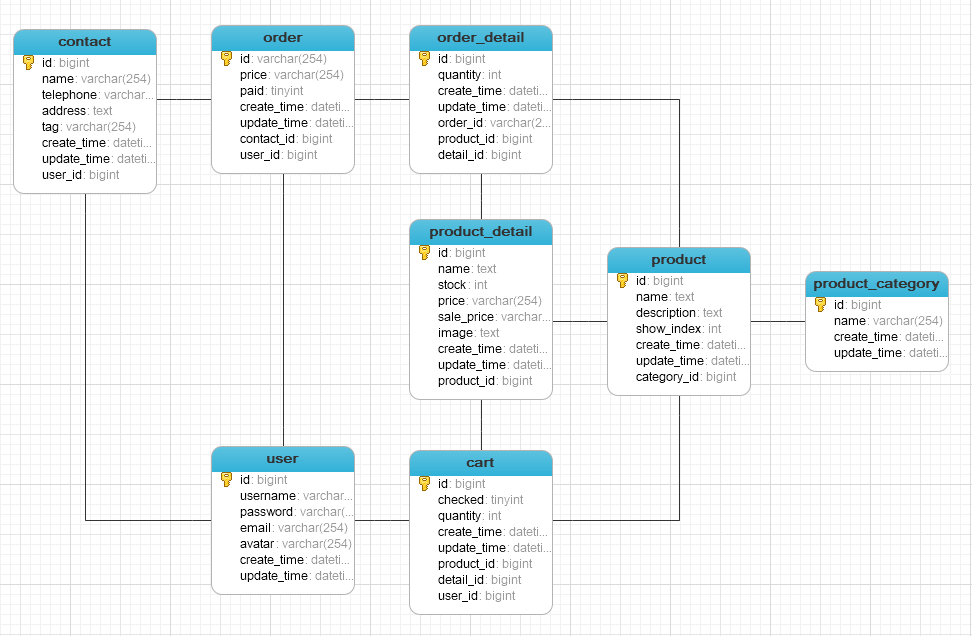 contact
id: bigint
name: varchar(254)
telephone: varchar...
address: text
tag: varchar(254)
create_time: dateti...
update_time: dateti...
user_id: bigint
order
id: varchar(254)
price: varchar(254)
paid: tinyint
create_time: dateti...
update_time: dateti...
contact_id: bigint
user_id: bigint
order_detail
id: bigint
quantity: int
create_time: dateti...
update_time: dateti...
order_id: varchar(2...
product_id: bigint
detail_id: bigint
product_detail
id: bigint
name: text
stock: int
price: varchar(254)
sale_price: varchar...
image: text
create_time: dateti...
update_time: dateti...
product_id: bigint
product
id: bigint
name: text
description: text
show_index: int
create_time: dateti...
update_time: dateti...
category_id: bigint
product_category
id: bigint
name: varchar(254)
create_time: dateti...
update_time: dateti...
user
id: bigint
username: varchar...
password: varchar(...
email: varchar(254)
avatar: varchar(254)
create_time: dateti...
update_time: dateti...
cart
id: bigint
checked: tinyint
quantity: int
create_time: dateti...
update_time: dateti...
product_id: bigint
detail_id: bigint
user_id: bigint